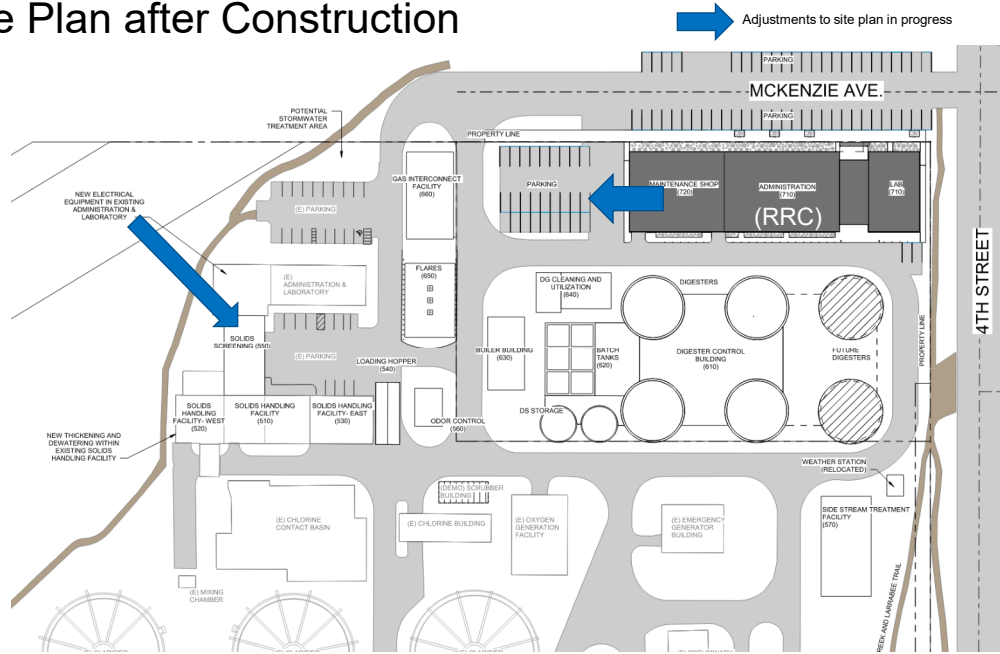 e Plan after Construction
Adjustments to site plan in progress
PARKING
MCKENZIE AVE.
PARKING
POTENTIAL
STORMWATER
TREATMENT AREA
PROPERTY LINE
GAS INTERCONNECT
FACILITY
(660)
PARKING
MAINTENANCE SHOP
(720)
ADMINISTRATION
(710)
(RRC)
LAB
(710)
4TH STREET
NEW ELECTRICAL
EQUIPMENT IN EXISTING
ADMINISTRATION &
LABORATORY
(E) PARKING
(E)
ADMINISTRATION &
LABORATORY
FLARES
(650)
DG CLEANING AND
UTILIZATION
(640)
DIGESTERS
PROPERTY LINE
SOLIDS
SCREENING (550)
(E) PARKING
LOADING HOPPER
(540)
BOILER BUILDING
(630)
BATCH
TANKS
(620)
DIGESTER CONTROL
BUILDING
(610)
FUTURE
DIGESTERS
SOLIDS
HANDLING
FACILITY- WEST
(520)
SOLIDS HANDLING
FACILITY
(510)
SOLIDS HANDLING
FACILITY- EAST
(530)
DS STORAGE
ODOR CONTROL
(560)
NEW THICKENING AND
DEWATERING WITHIN
EXISTING SOLIDS
HANDLING FACILITY
WEATHER STATION
(RELOCATED)
(DEMO) SCRUBBER
BUILDING
(E) CHLORINE
CONTACT BASIN
(E) CHLORINE BUILDING
(E) OXYGEN
GENERATION
FACILITY
(E) EMERGENCY
GENERATOR
BUILDING
SIDE STREAM TREATMENT
FACILITY
(570)
(E) MIXING
CHAMBER
REEK AND LARRABEE TRAIL
(E) CLARIFIER
(E) CLARIFIER
(E) CLARIFIER
(E) PRELIMINARY